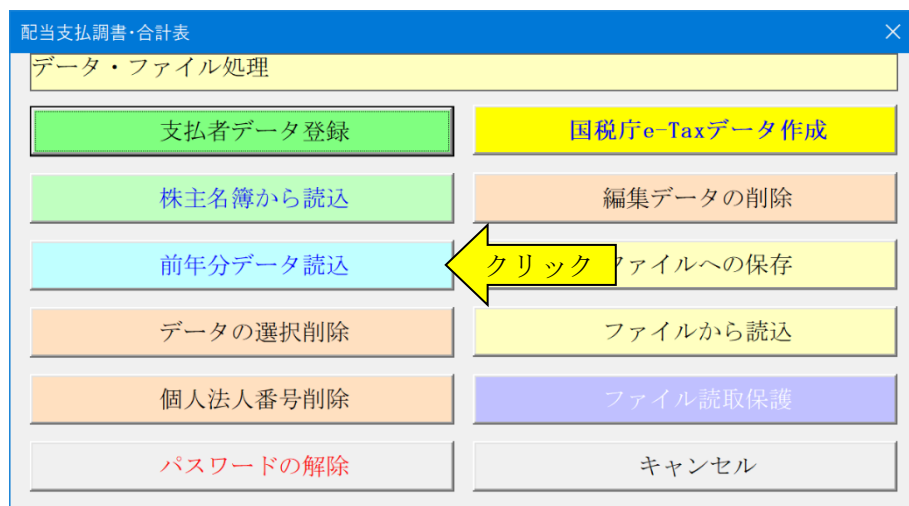 配当支払調書・合計表
データ・ファイル処理
支払者データ登録
国税庁e-Taxデータ作成
株主名簿から読込
編集データの削除
前年分データ読込
クリック
ァイルへの保存
データの選択削除
ファイルから読込
個人法人番号削除
ファイル読取保護
パスワードの解除
キャンセル